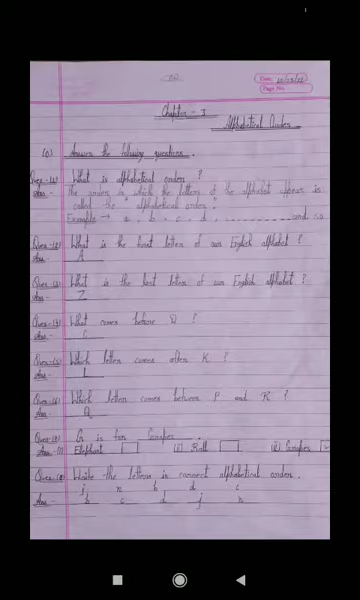 Date: 
Page No.
Chapter - 1
Alphabetical Order
(a) Answer the following questions.
Ques-(1) What is alphabetical order ?
Ans- The order in which the letters of the alphabet appear is
called the "alphabetical order".
Example → a, b, c, d, ------------ and so
Ques-(2) What is the first letter of our English alphabet ?
Ans A
Ques-(3) What is the last letter of our English alphabet ?
Ans Z
Ques-(4) What comes before D ?
Ans- C
Ques-(5) Which letter comes after K ?
Ans- L
Ques-(6) Which letter comes between P and R ?
Ans Q
Ques-(7) G is for Giraffe.
Ans- (i) Elephant (ii) Ball (iii) Giraffe
Ques-(8) Write the letters in correct alphabetical order.
j n b d c
Ans- b c d j n